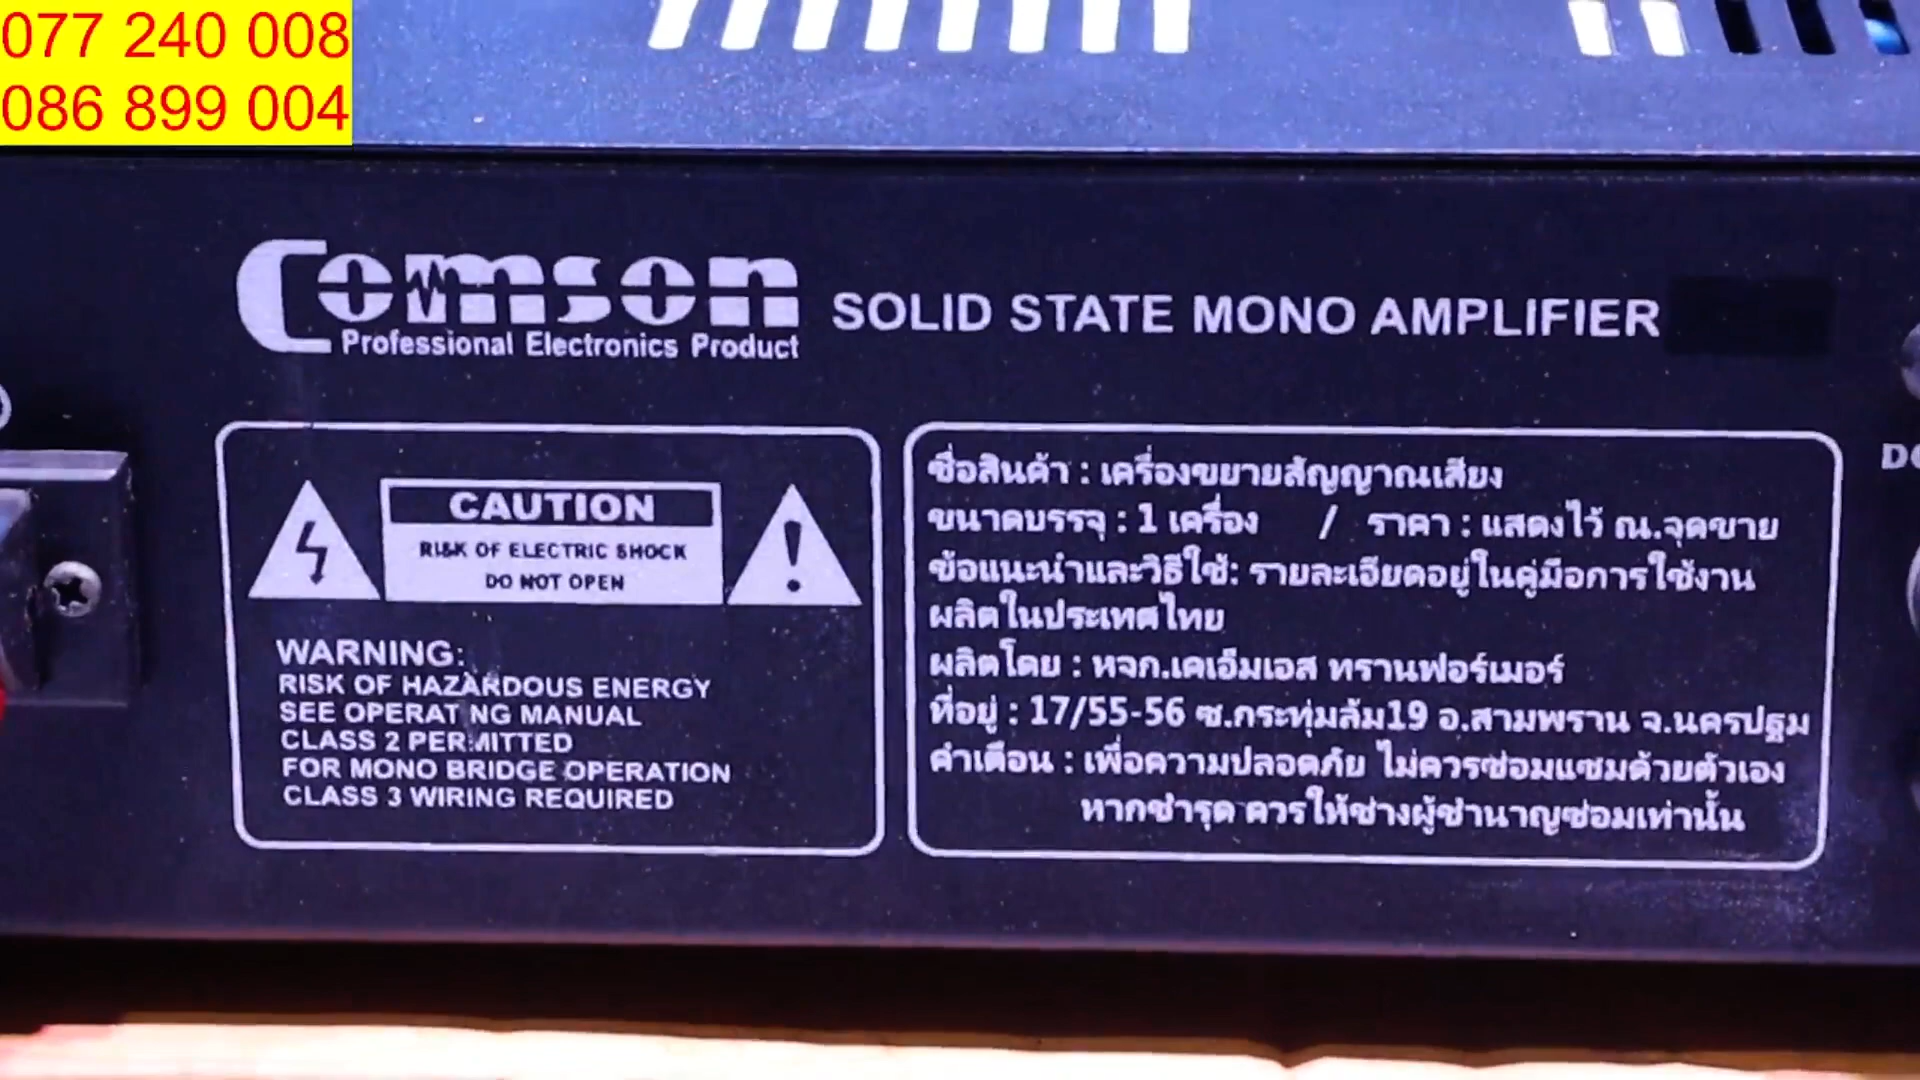 077 240 008
086 899 004
Comson
Professional Electronics Product
SOLID STATE MONO AMPLIFIER
CAUTION
RISK OF ELECTRIC SHOCK
DO NOT OPEN
WARNING:
RISK OF HAZARDOUS ENERGY
SEE OPERATING MANUAL
CLASS 2 PERMITTED
FOR MONO BRIDGE OPERATION
CLASS 3 WIRING REQUIRED
ชื่อสินค้า : เครื่องขยายสัญญาณเสียง
ขนาดบรรจุ : 1 เครื่อง / ราคา : แสดงไว้ ณ.จุดขาย
ข้อแนะนำและวิธีใช้: รายละเอียดอยู่ในคู่มือการใช้งาน
ผลิตในประเทศไทย
ผลิตโดย : หจก.เคเอ็มเอส ทรานฟอร์เมอร์
ที่อยู่ : 17/55-56 ซ.กระทุ่มล้ม19 อ.สามพราน จ.นครปฐม
คำเตือน : เพื่อความปลอดภัย ไม่ควรซ่อมแซมด้วยตัวเอง
หากชำรุด ควรให้ช่างผู้ชำนาญซ่อมเท่านั้น